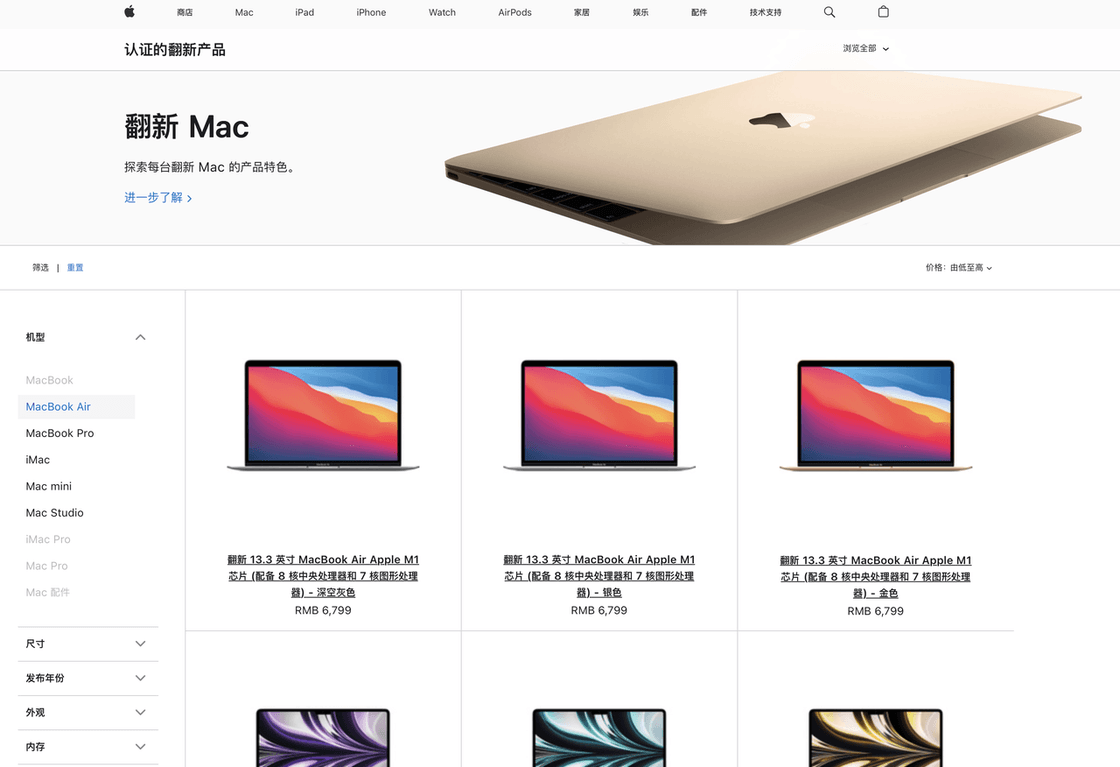 商店 Mac iPad iPhone Watch AirPods 家居 娱乐 配件 技术支持
认证的翻新产品
浏览全部
翻新 Mac
探索每台翻新 Mac 的产品特色。
进一步了解 >
筛选 | 重置
价格：由低至高
机型
MacBook
MacBook Air
MacBook Pro
iMac
Mac mini
Mac Studio
iMac Pro
Mac Pro
Mac 配件
尺寸
发布年份
外观
内存
翻新 13.3 英寸 MacBook Air Apple M1
芯片 (配备 8 核中央处理器和 7 核图形处理
器) - 深空灰色
RMB 6,799
翻新 13.3 英寸 MacBook Air Apple M1
芯片 (配备 8 核中央处理器和 7 核图形处理
器) - 银色
RMB 6,799
翻新 13.3 英寸 MacBook Air Apple M1
芯片 (配备 8 核中央处理器和 7 核图形处理
器) - 金色
RMB 6,799